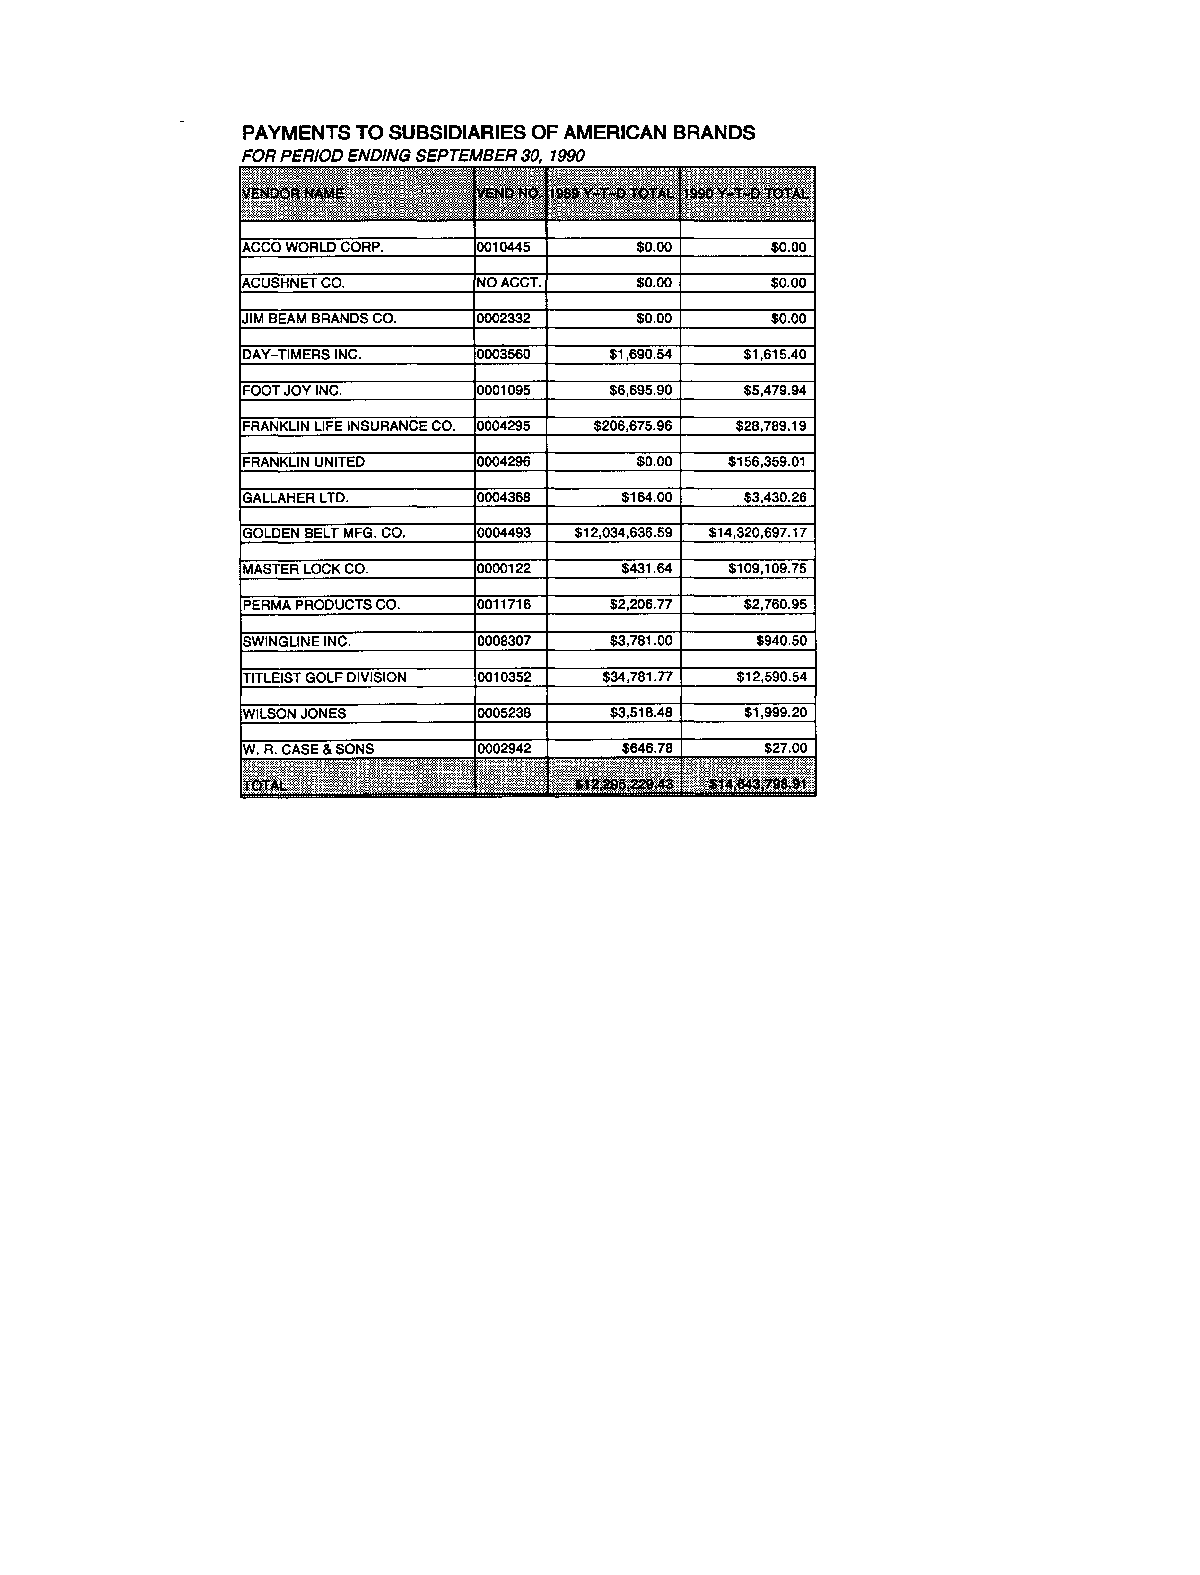 PAYMENTS TO SUBSIDIARIES OF AMERICAN BRANDS
FOR PERIOD ENDING SEPTEMBER 30, 1990
VENDOR NAME VEND NO. 1989 Y-T-D TOTAL 1990 Y-T-D TOTAL
ACCO WORLD CORP. 0010445 $0.00 $0.00
ACUSHNET CO. NO ACCT. $0.00 $0.00
JIM BEAM BRANDS CO. 0002332 $0.00 $0.00
DAY-TIMERS INC. 0003560 $1,690.54 $1,615.40
FOOT JOY INC. 0001095 $6,695.90 $5,479.94
FRANKLIN LIFE INSURANCE CO. 0004295 $206,675.96 $28,789.19
FRANKLIN UNITED 0004296 $0.00 $156,359.01
GALLAHER LTD. 0004368 $164.00 $3,430.26
GOLDEN BELT MFG. CO. 0004493 $12,034,636.59 $14,320,697.17
MASTER LOCK CO. 0000122 $431.64 $109,109.75
PERMA PRODUCTS CO. 0011716 $2,206.77 $2,760.95
SWINGLINE INC. 0008307 $3,781.00 $940.50
TITLEIST GOLF DIVISION 0010352 $34,781.77 $12,590.54
WILSON JONES 0005238 $3,518.48 $1,999.20
W. R. CASE & SONS 0002942 $646.78 $27.00
TOTAL $12,295,229.43 $14,643,798.91